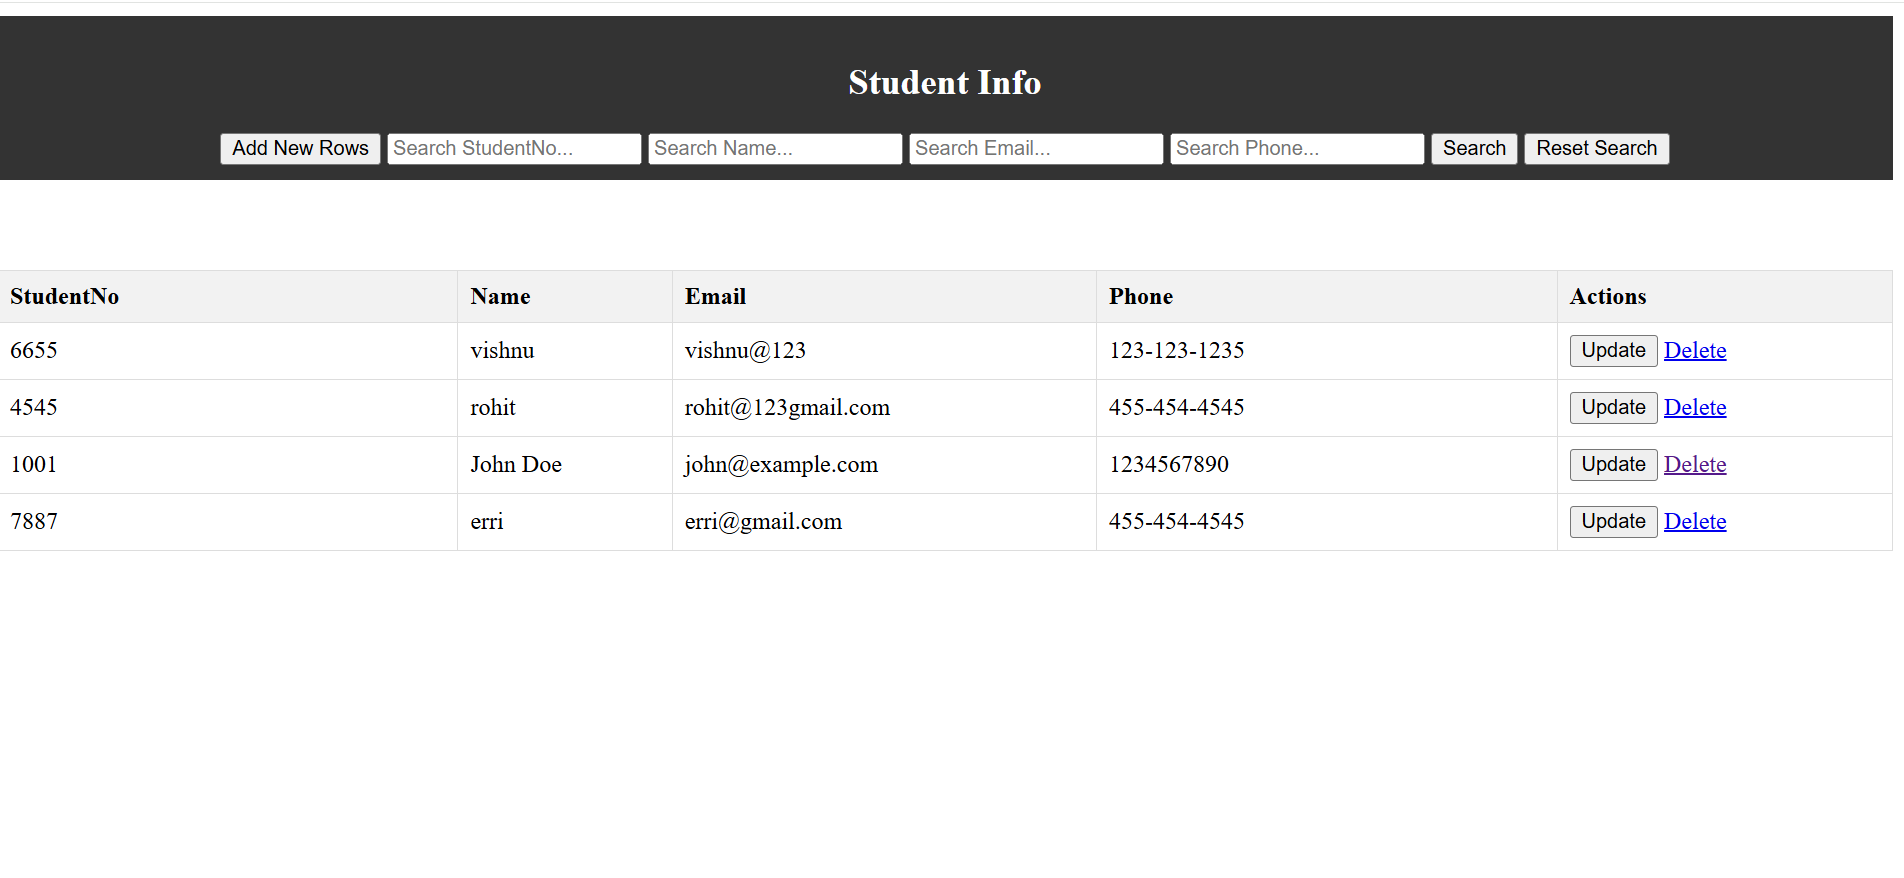 Student Info
Add New Rows Search StudentNo... Search Name... Search Email... Search Phone... Search Reset Search
StudentNo Name Email Phone Actions
6655 vishnu vishnu@123 123-123-1235 Update Delete
4545 rohit rohit@123gmail.com 455-454-4545 Update Delete
1001 John Doe john@example.com 1234567890 Update Delete
7887 erri erri@gmail.com 455-454-4545 Update Delete